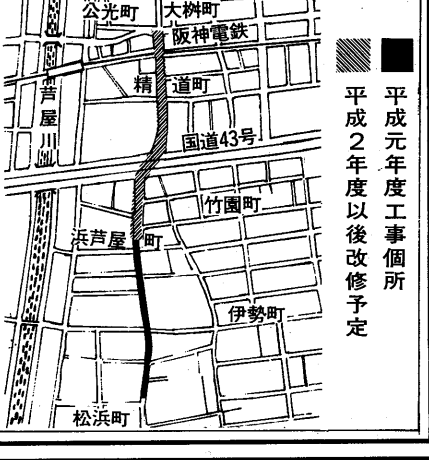 公光町
大桝町
阪神電鉄
精道町
芦屋川
国道43号
竹園町
浜芦屋町
伊勢町
松浜町
平成元年度工事個所
平成2年度以後改修予定